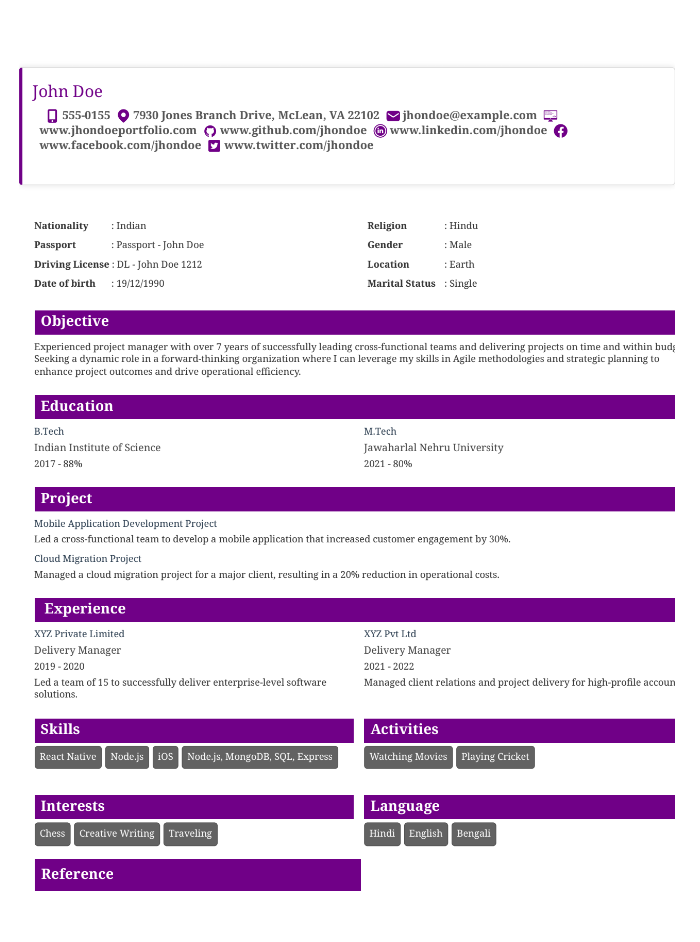 John Doe
555-0155 7930 Jones Branch Drive, McLean, VA 22102 jhondoe@example.com
www.jhondoeportfolio.com www.github.com/jhondoe www.linkedin.com/jhondoe
www.facebook.com/jhondoe www.twitter.com/jhondoe
Nationality : Indian Religion : Hindu
Passport : Passport - John Doe Gender : Male
Driving License : DL - John Doe 1212 Location : Earth
Date of birth : 19/12/1990 Marital Status : Single
Objective
Experienced project manager with over 7 years of successfully leading cross-functional teams and delivering projects on time and within
Seeking a dynamic role in a forward-thinking organization where I can leverage my skills in Agile methodologies and strategic planning to
enhance project outcomes and drive operational efficiency.
Education
B.Tech M.Tech
Indian Institute of Science Jawaharlal Nehru University
2017 - 88% 2021 - 80%
Project
Mobile Application Development Project
Led a cross-functional team to develop a mobile application that increased customer engagement by 30%.
Cloud Migration Project
Managed a cloud migration project for a major client, resulting in a 20% reduction in operational costs.
Experience
XYZ Private Limited XYZ Pvt Ltd
Delivery Manager Delivery Manager
2019 - 2020 2021 - 2022
Led a team of 15 to successfully deliver enterprise-level software Managed client relations and project delivery for high-profile
solutions.
Skills Activities
React Native Node.js iOS Node.js, MongoDB, SQL, Express Watching Movies Playing Cricket
Interests Language
Chess Creative Writing Traveling Hindi English Bengali
Reference